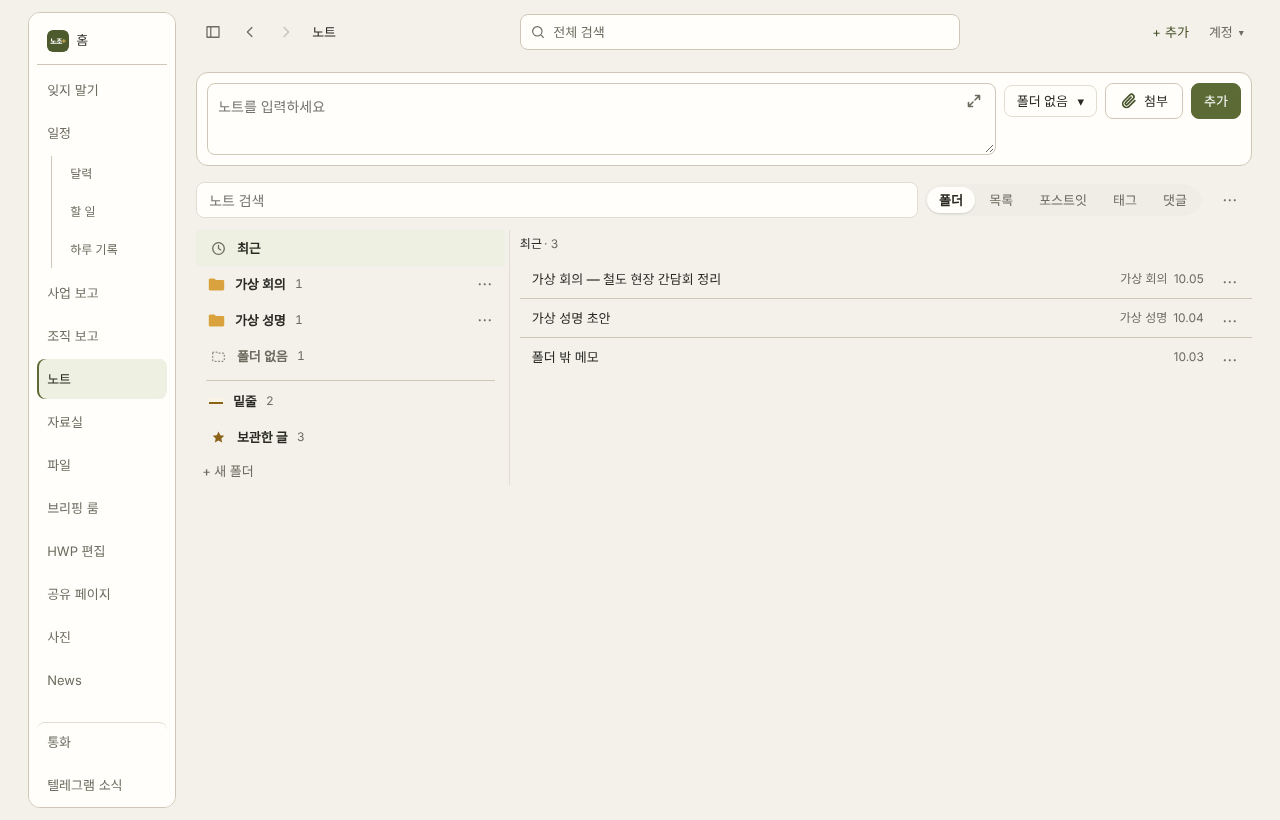 홈
노트
전체 검색
+ 추가
계정 ▾
잊지 말기
일정
달력
할 일
하루 기록
사업 보고
조직 보고
노트
자료실
파일
브리핑 룸
HWP 편집
공유 페이지
사진
News
통화
텔레그램 소식
노트를 입력하세요
폴더 없음 ▾
첨부
추가
노트 검색
폴더 목록 포스트잇 태그 댓글 ...
최근
가상 회의 1 ...
가상 성명 1 ...
폴더 없음 1
밑줄 2
보관한 글 3
+ 새 폴더
최근 · 3
가상 회의 — 철도 현장 간담회 정리 가상 회의 10.05 ...
가상 성명 초안 가상 성명 10.04 ...
폴더 밖 메모 10.03 ...